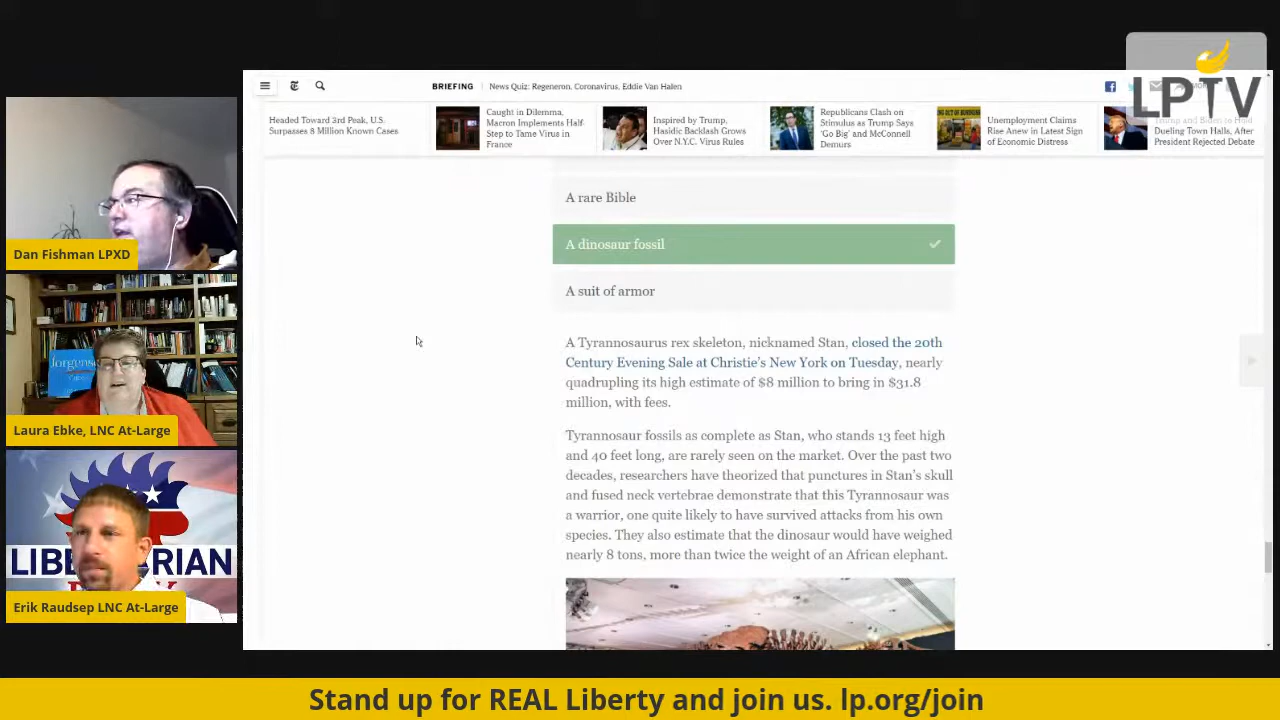 LPTV
BRIEFING
News Quiz: Regeneron, Coronavirus, Eddie Van Halen
Headed Toward 3rd Peak, U.S.
Surpasses 8 Million Known Cases
Caught in Dilemma,
Macron Implements Half
Step to Tame Virus in
France
Inspired by Trump,
Hasidic Backlash Grows
Over N.Y.C. Virus Rules
Republicans Clash on
Stimulus as Trump Says
‘Go Big’ and McConnell
Demurs
Unemployment Claims
Rise Anew in Latest Sign
of Economic Distress
Trump and Biden to Hold
Dueling Town Halls, After
President Rejected Debate
A rare Bible
A dinosaur fossil
A suit of armor
A Tyrannosaurus rex skeleton, nicknamed Stan, closed the 20th
Century Evening Sale at Christie’s New York on Tuesday, nearly
quadrupling its high estimate of $8 million to bring in $31.8
million, with fees.
Tyrannosaur fossils as complete as Stan, who stands 13 feet high
and 40 feet long, are rarely seen on the market. Over the past two
decades, researchers have theorized that punctures in Stan’s skull
and fused neck vertebrae demonstrate that this Tyrannosaur was
a warrior, one quite likely to have survived attacks from his own
species. They also estimate that the dinosaur would have weighed
nearly 8 tons, more than twice the weight of an African elephant.
Dan Fishman LPXD
Jorgensen
Laura Ebke, LNC At-Large
LIBERTARIAN
Erik Raudsep LNC At-Large
Stand up for REAL Liberty and join us. lp.org/join